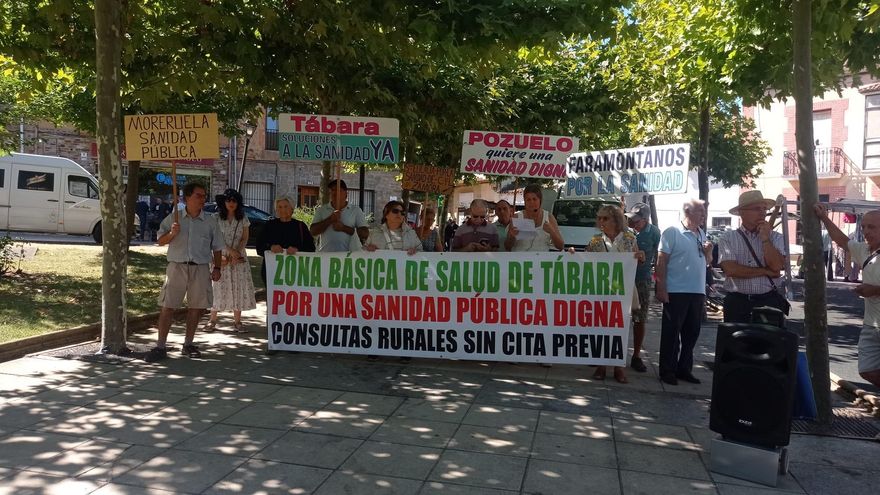 MORERUELA
SANIDAD
PÚBLICA
Tábara
SOLUCIONES
A LA SANIDAD YA
POZUELO
quiere una
SANIDAD DIGNA
FARAMONTANOS
POR LA SANIDAD
ZONA BÁSICA DE SALUD DE TÁBARA
POR UNA SANIDAD PÚBLICA DIGNA
CONSULTAS RURALES SIN CITA PREVIA